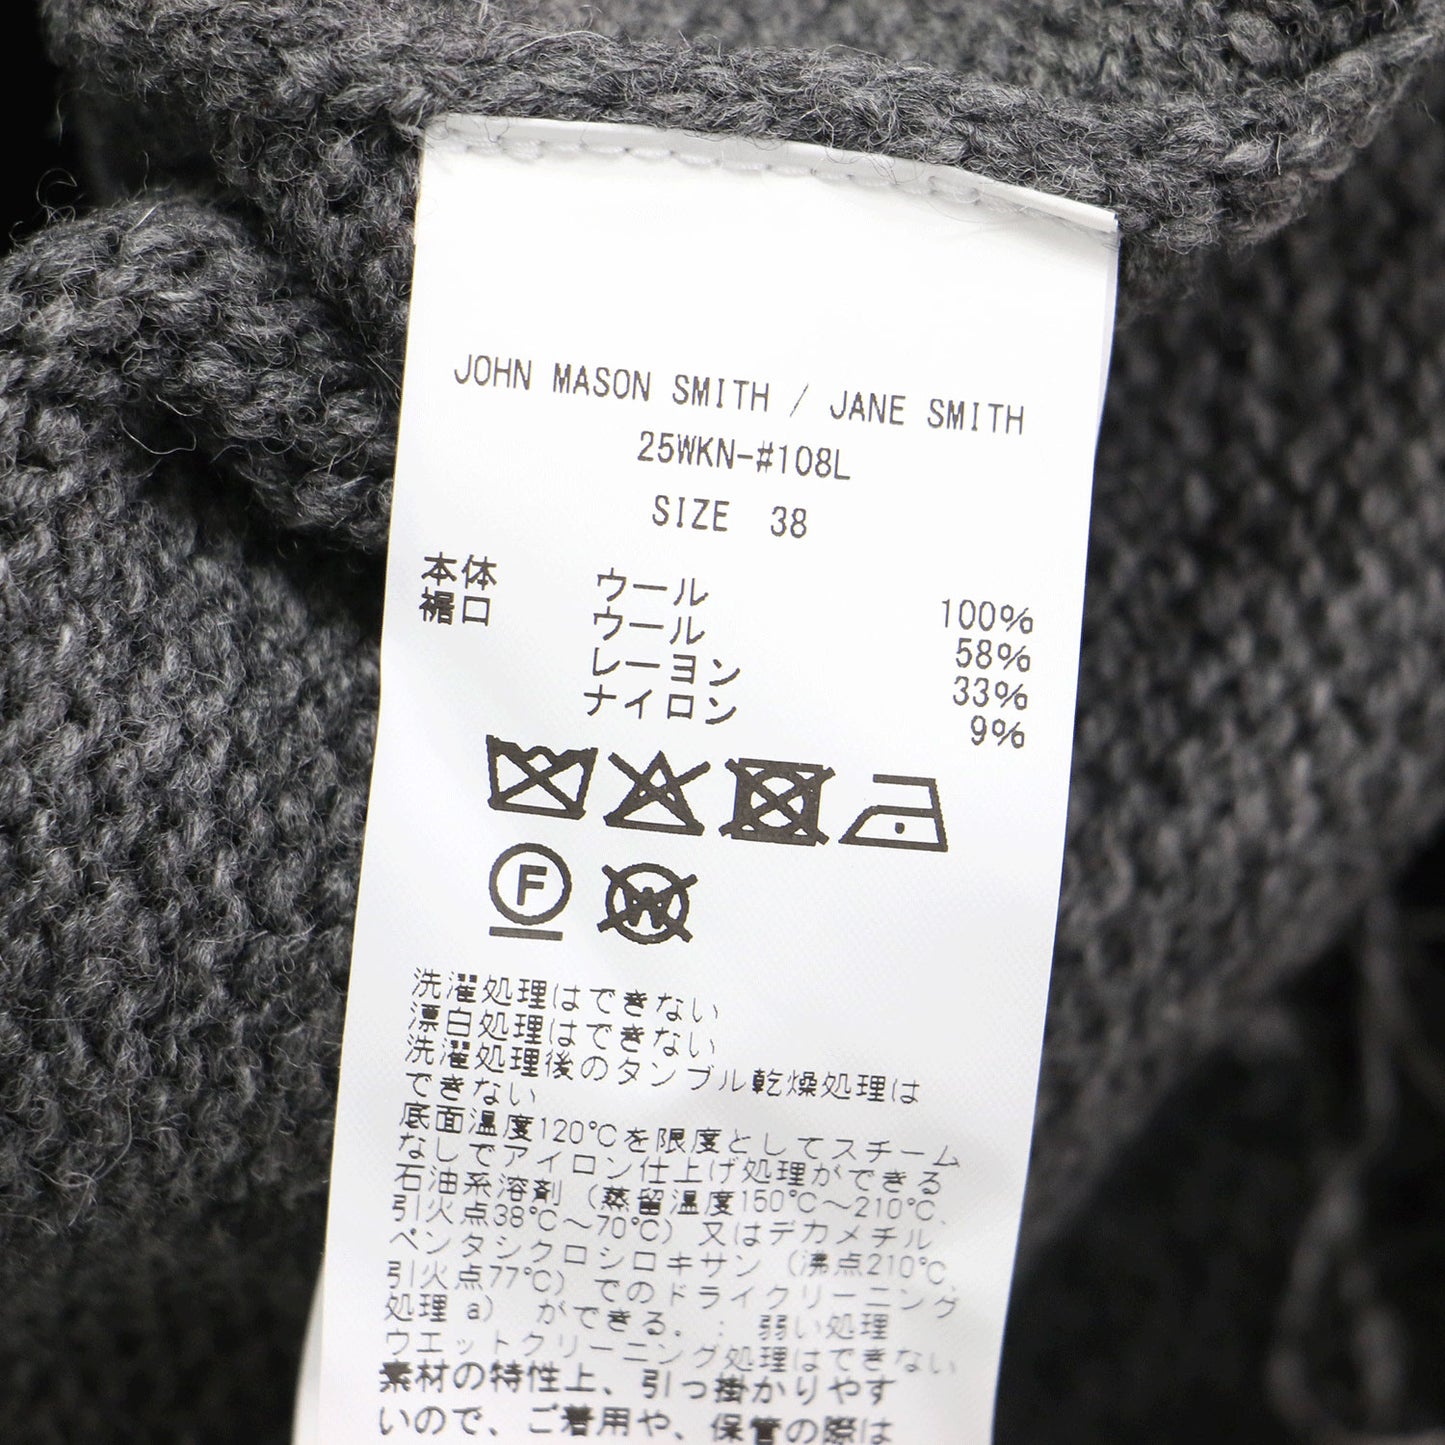 JOHN MASON SMITH / JANE SMITH
25WKN-#108L
SIZE 38
本体 ウール 100%
裾口 ウール 58%
レーヨン 33%
ナイロン 9%
F W
洗濯処理はできない
漂白処理はできない
洗濯処理後のタンブル乾燥処理は
できない
底面温度120℃を限度としてスチーム
なしでアイロン仕上げ処理ができる
石油系溶剤（蒸留温度150℃～210℃、
引火点38℃～70℃）又はデカメチル
ペンタシクロシロキサン（沸点210℃、
引火点77℃）でのドライクリーニング
処理 a） ができる．：弱い処理
ウエットクリーニング処理はできない
素材の特性上、引っ掛かりやす
いので、ご着用や、保管の際は